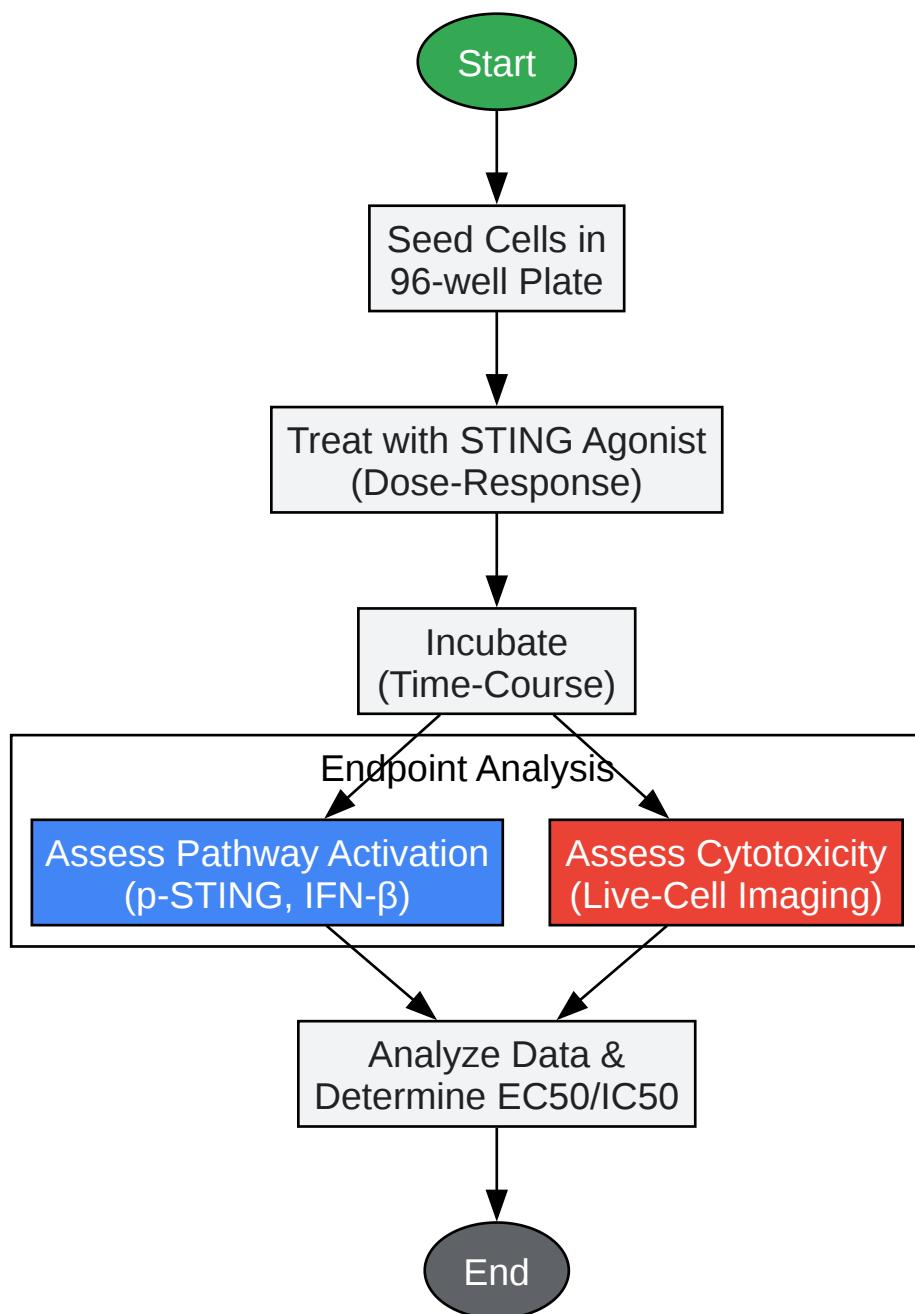 Start
Seed Cells in
96-well Plate
Treat with STING Agonist
(Dose-Response)
Incubate
(Time-Course)
Endpoint Analysis
Assess Pathway Activation
(p-STING, IFN-β)
Assess Cytotoxicity
(Live-Cell Imaging)
Analyze Data &
Determine EC50/IC50
End